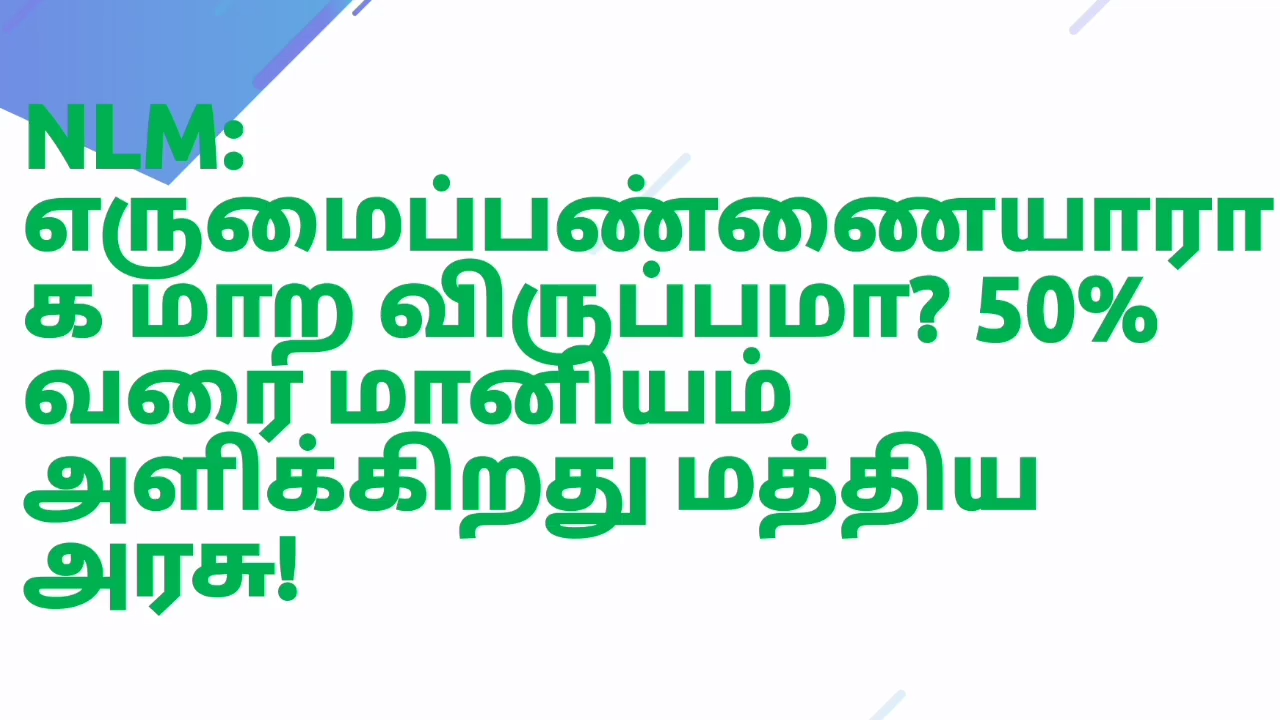 NLM:
எருமைப்பண்ணையாரா
க மாற விருப்பமா? 50%
வரை மானியம்
அளிக்கிறது மத்திய
அரசு!